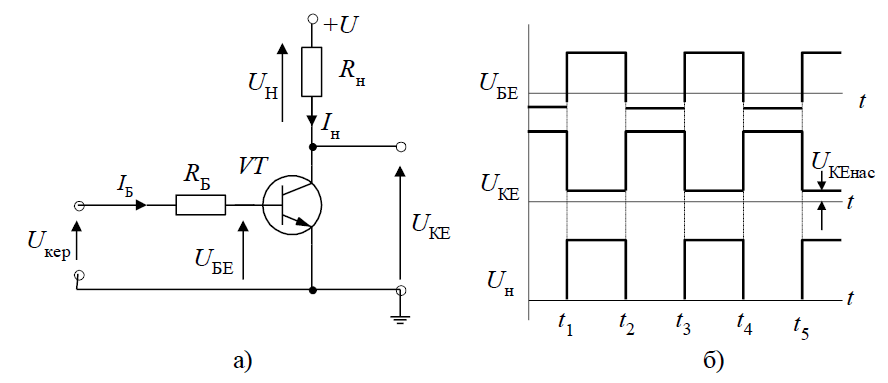 +U
U_Н
R_н
I_н
VT
R_Б
I_Б
U_кер
U_БЕ
U_КЕ
а)
U_БЕ
t
U_КЕнас
U_КЕ
t
U_н
t
t_1 t_2 t_3 t_4 t_5
б)